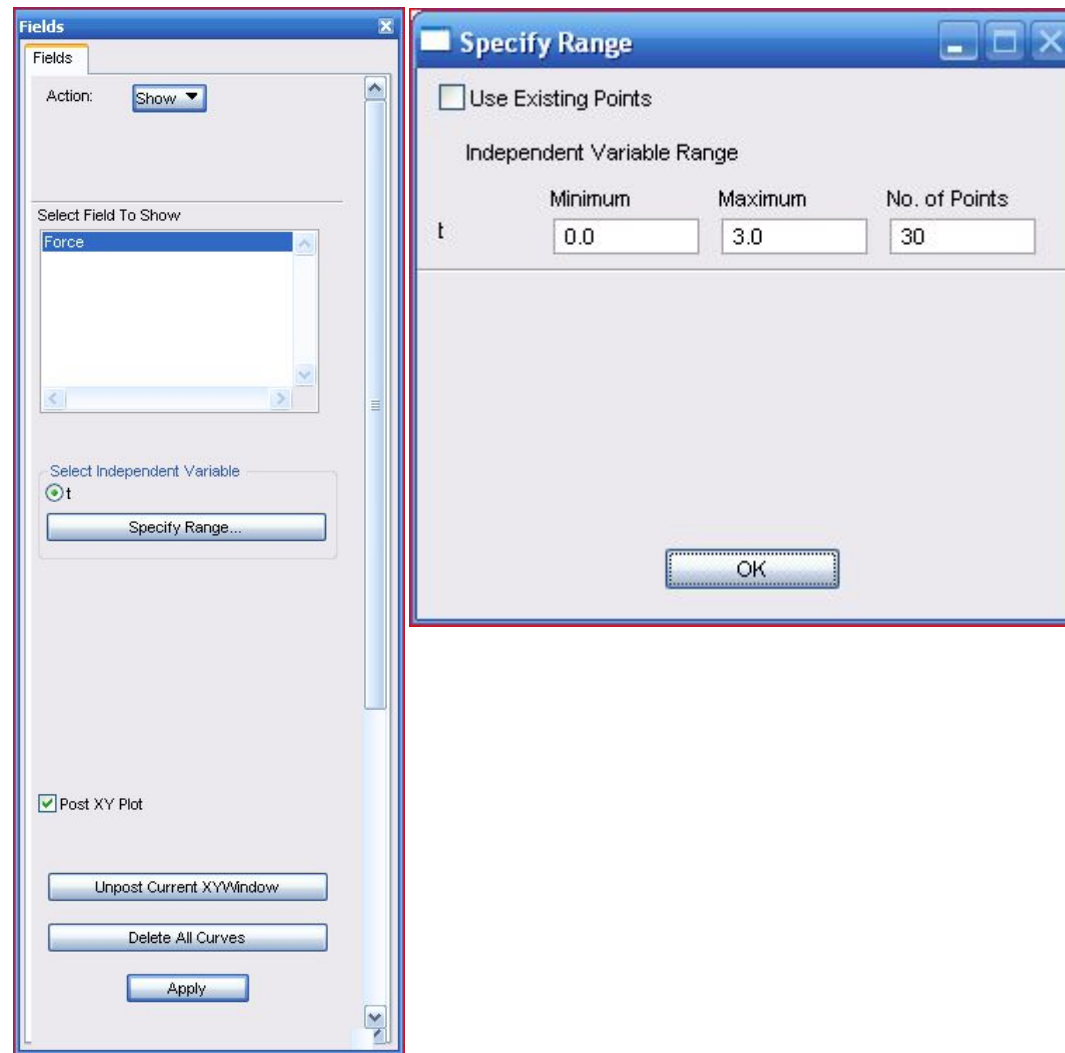 Fields
Fields
Action: Show
Select Field To Show
Force
Select Independent Variable
t
Specify Range...
Post XY Plot
Unpost Current XYWindow
Delete All Curves
Apply
Specify Range
Use Existing Points
Independent Variable Range
Minimum Maximum No. of Points
t 0.0 3.0 30
OK